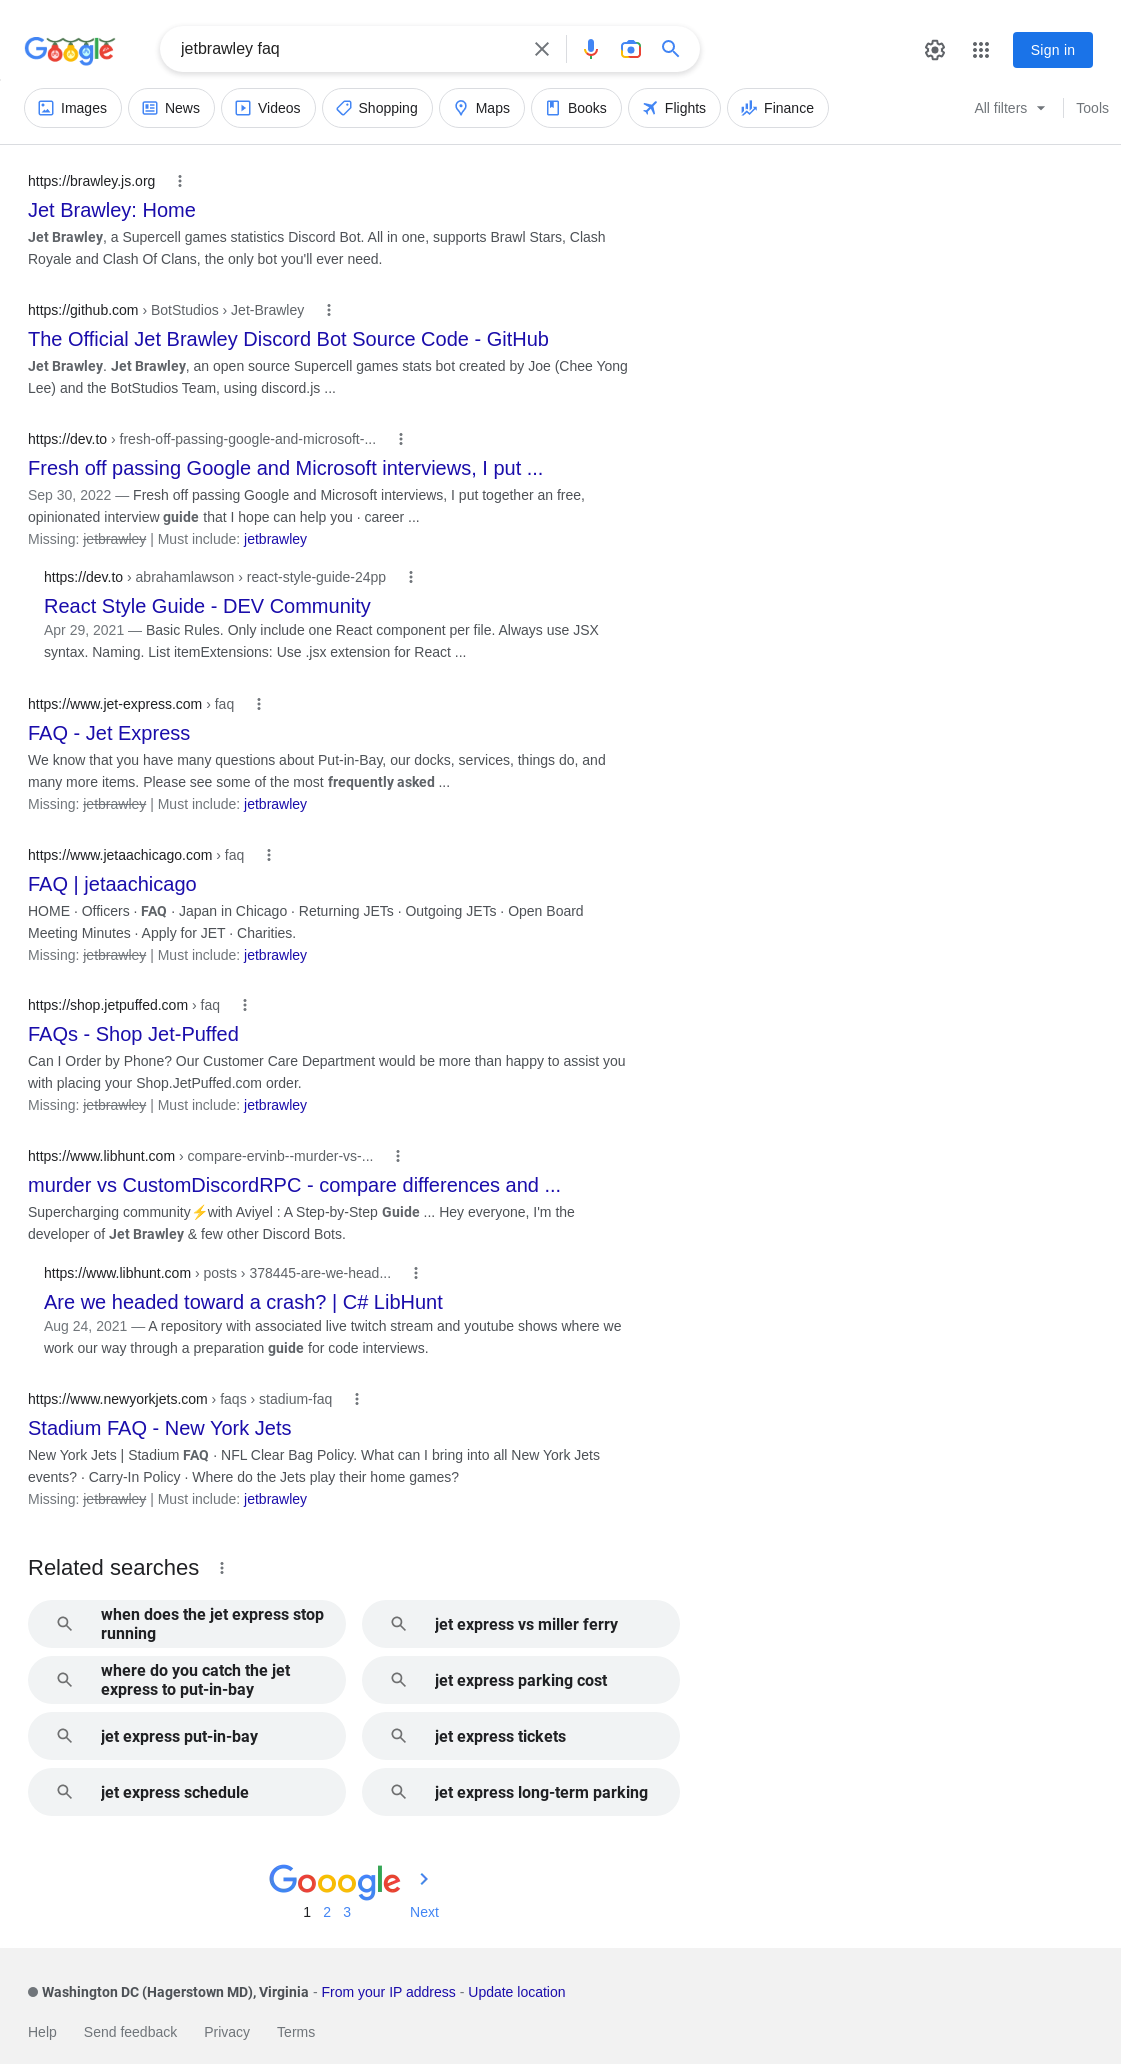 Google
jetbrawley faq
Sign in
Images
News
Videos
Shopping
Maps
Books
Flights
Finance
All filters
Tools
https://brawley.js.org
Jet Brawley: Home
Jet Brawley, a Supercell games statistics Discord Bot. All in one, supports Brawl Stars, Clash
Royale and Clash Of Clans, the only bot you'll ever need.
https://github.com › BotStudios › Jet-Brawley
The Official Jet Brawley Discord Bot Source Code - GitHub
Jet Brawley. Jet Brawley, an open source Supercell games stats bot created by Joe (Chee Yong
Lee) and the BotStudios Team, using discord.js ...
https://dev.to › fresh-off-passing-google-and-microsoft-...
Fresh off passing Google and Microsoft interviews, I put ...
Sep 30, 2022 — Fresh off passing Google and Microsoft interviews, I put together an free,
opinionated interview guide that I hope can help you · career ...
Missing: jetbrawley | Must include: jetbrawley
https://dev.to › abrahamlawson › react-style-guide-24pp
React Style Guide - DEV Community
Apr 29, 2021 — Basic Rules. Only include one React component per file. Always use JSX
syntax. Naming. List itemExtensions: Use .jsx extension for React ...
https://www.jet-express.com › faq
FAQ - Jet Express
We know that you have many questions about Put-in-Bay, our docks, services, things do, and
many more items. Please see some of the most frequently asked ...
Missing: jetbrawley | Must include: jetbrawley
https://www.jetaachicago.com › faq
FAQ | jetaachicago
HOME · Officers · FAQ · Japan in Chicago · Returning JETs · Outgoing JETs · Open Board
Meeting Minutes · Apply for JET · Charities.
Missing: jetbrawley | Must include: jetbrawley
https://shop.jetpuffed.com › faq
FAQs - Shop Jet-Puffed
Can I Order by Phone? Our Customer Care Department would be more than happy to assist you
with placing your Shop.JetPuffed.com order.
Missing: jetbrawley | Must include: jetbrawley
https://www.libhunt.com › compare-ervinb--murder-vs-...
murder vs CustomDiscordRPC - compare differences and ...
Supercharging community⚡with Aviyel : A Step-by-Step Guide ... Hey everyone, I'm the
developer of Jet Brawley & few other Discord Bots.
https://www.libhunt.com › posts › 378445-are-we-head...
Are we headed toward a crash? | C# LibHunt
Aug 24, 2021 — A repository with associated live twitch stream and youtube shows where we
work our way through a preparation guide for code interviews.
https://www.newyorkjets.com › faqs › stadium-faq
Stadium FAQ - New York Jets
New York Jets | Stadium FAQ · NFL Clear Bag Policy. What can I bring into all New York Jets
events? · Carry-In Policy · Where do the Jets play their home games?
Missing: jetbrawley | Must include: jetbrawley
Related searches
when does the jet express stop
running
jet express vs miller ferry
where do you catch the jet
express to put-in-bay
jet express parking cost
jet express put-in-bay
jet express tickets
jet express schedule
jet express long-term parking
Gooogle
1 2 3 Next
Washington DC (Hagerstown MD), Virginia - From your IP address - Update location
Help Send feedback Privacy Terms